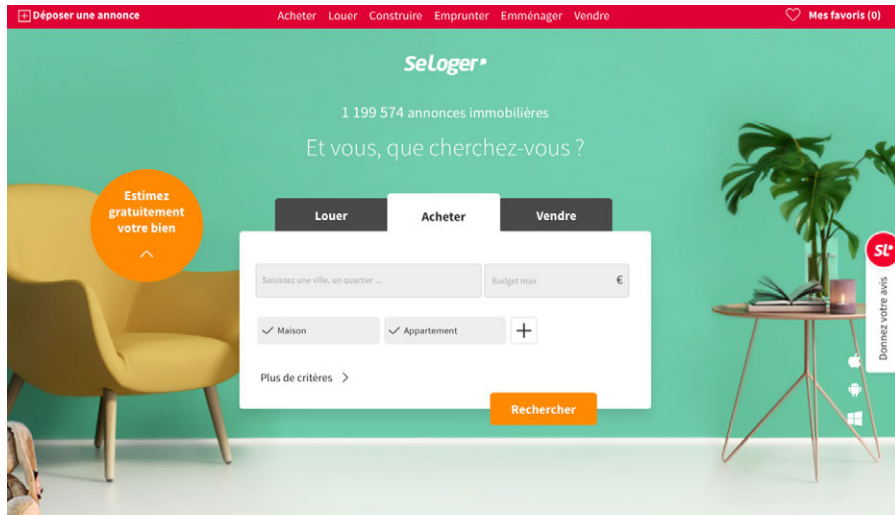 Déposer une annonce
Acheter Louer Construire Emprunter Emménager Vendre
Mes favoris (0)
SeLoger
1 199 574 annonces immobilières
Et vous, que cherchez-vous ?
Estimez
gratuitement
votre bien
Louer
Acheter
Vendre
Saisissez une ville, un quartier ...
Budget max
€
Maison
Appartement
Plus de critères
Rechercher
SL
Donnez votre avis